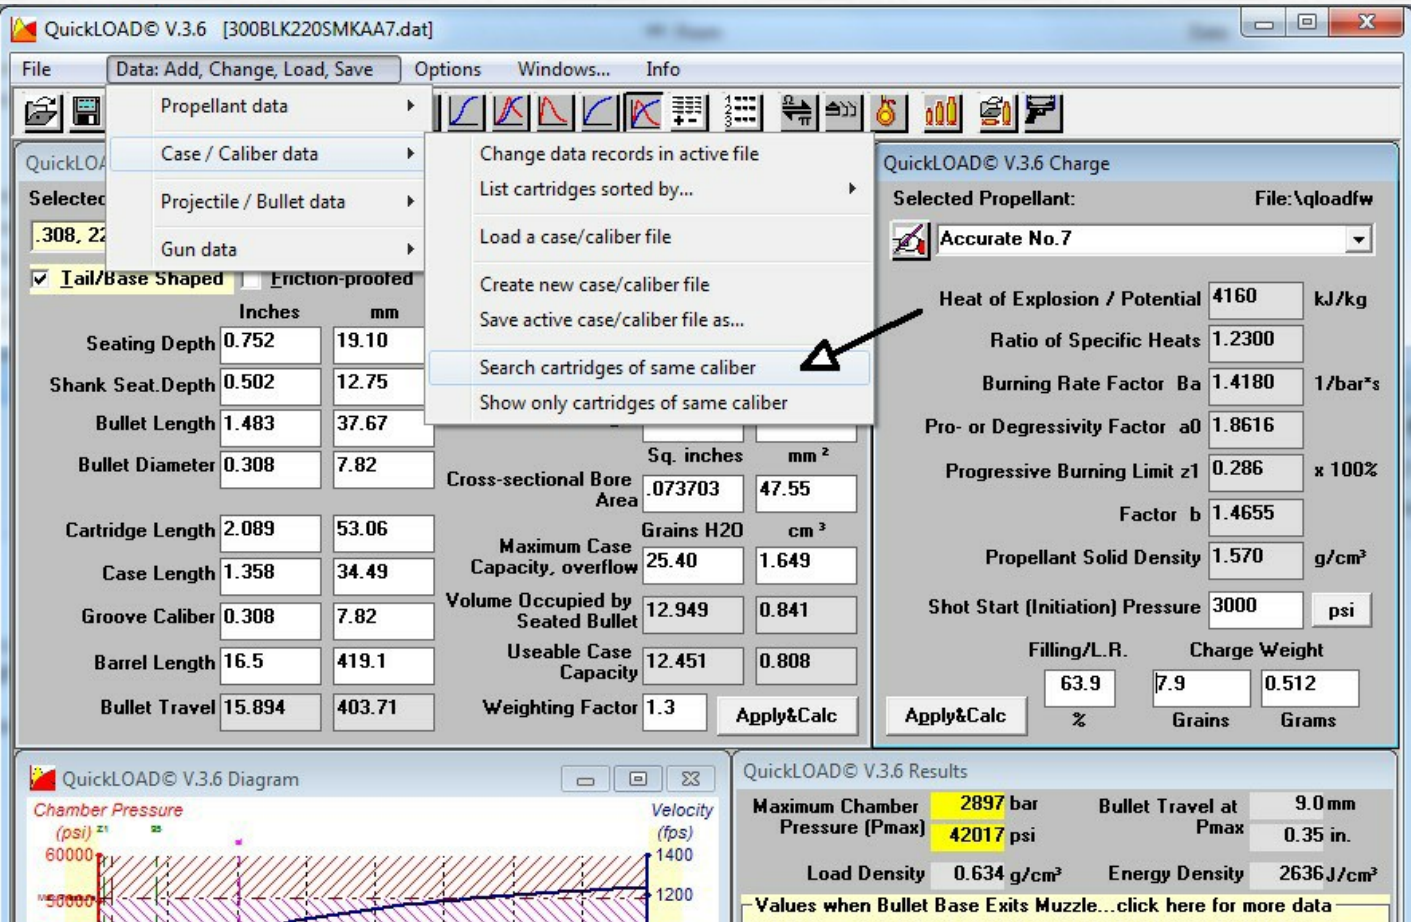 QuickLOAD© V.3.6 [300BLK220SMKAA7.dat]
File Data: Add, Change, Load, Save Options Windows... Info
Propellant data
Case / Caliber data
Projectile / Bullet data
Gun data
Change data records in active file
List cartridges sorted by...
Load a case/caliber file
Create new case/caliber file
Save active case/caliber file as...
Search cartridges of same caliber
Show only cartridges of same caliber
QuickLOA
Selected
.308, 22
Tail/Base Shaped Friction-proofed
Inches mm
Seating Depth 0.752 19.10
Shank Seat.Depth 0.502 12.75
Bullet Length 1.483 37.67
Bullet Diameter 0.308 7.82
Cartridge Length 2.089 53.06
Case Length 1.358 34.49
Groove Caliber 0.308 7.82
Barrel Length 16.5 419.1
Bullet Travel 15.894 403.71
Sq. inches mm ²
Cross-sectional Bore Area .073703 47.55
Grains H2O cm ³
Maximum Case Capacity, overflow 25.40 1.649
Volume Occupied by Seated Bullet 12.949 0.841
Useable Case Capacity 12.451 0.808
Weighting Factor 1.3 Apply&Calc
QuickLOAD© V.3.6 Charge
Selected Propellant: File:\qloadfw
Accurate No.7
Heat of Explosion / Potential 4160 kJ/kg
Ratio of Specific Heats 1.2300
Burning Rate Factor Ba 1.4180 1/bar*s
Pro- or Degressivity Factor a0 1.8616
Progressive Burning Limit z1 0.286 x 100%
Factor b 1.4655
Propellant Solid Density 1.570 g/cm³
Shot Start (Initiation) Pressure 3000 psi
Filling/L.R. Charge Weight
Apply&Calc 63.9 7.9 0.512
% Grains Grams
QuickLOAD© V.3.6 Diagram
Chamber Pressure Velocity
(psi) Z1 (fps)
60000 1400
50000 1200
QuickLOAD© V.3.6 Results
Maximum Chamber Pressure (Pmax) 2897 bar
42017 psi
Bullet Travel at Pmax 9.0 mm
0.35 in.
Load Density 0.634 g/cm³ Energy Density 2636 J/cm³
Values when Bullet Base Exits Muzzle...click here for more data